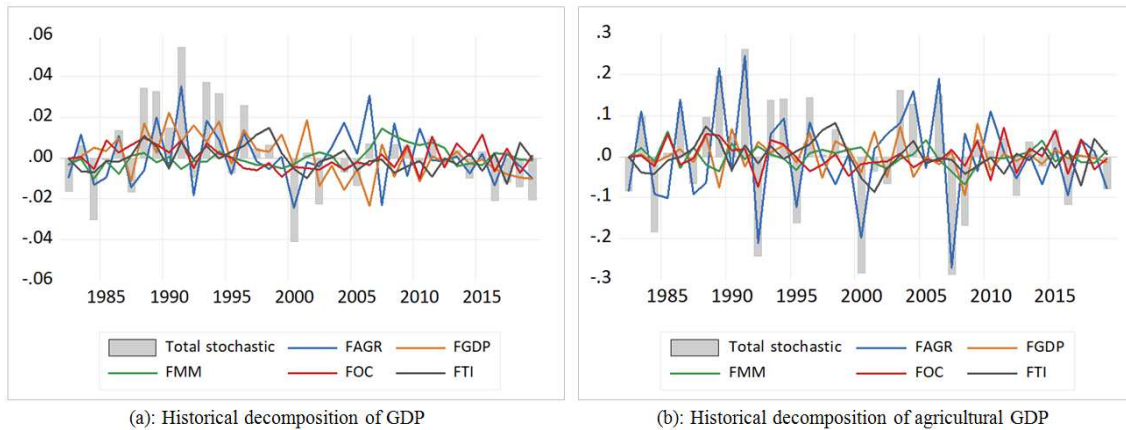 .06
.04
.02
.00
-.02
-.04
-.06
1985 1990 1995 2000 2005 2010 2015
Total stochastic FAGR FGDP
FMM FOC FTI
(a): Historical decomposition of GDP
.3
.2
.1
.0
-.1
-.2
-.3
1985 1990 1995 2000 2005 2010 2015
Total stochastic FAGR FGDP
FMM FOC FTI
(b): Historical decomposition of agricultural GDP